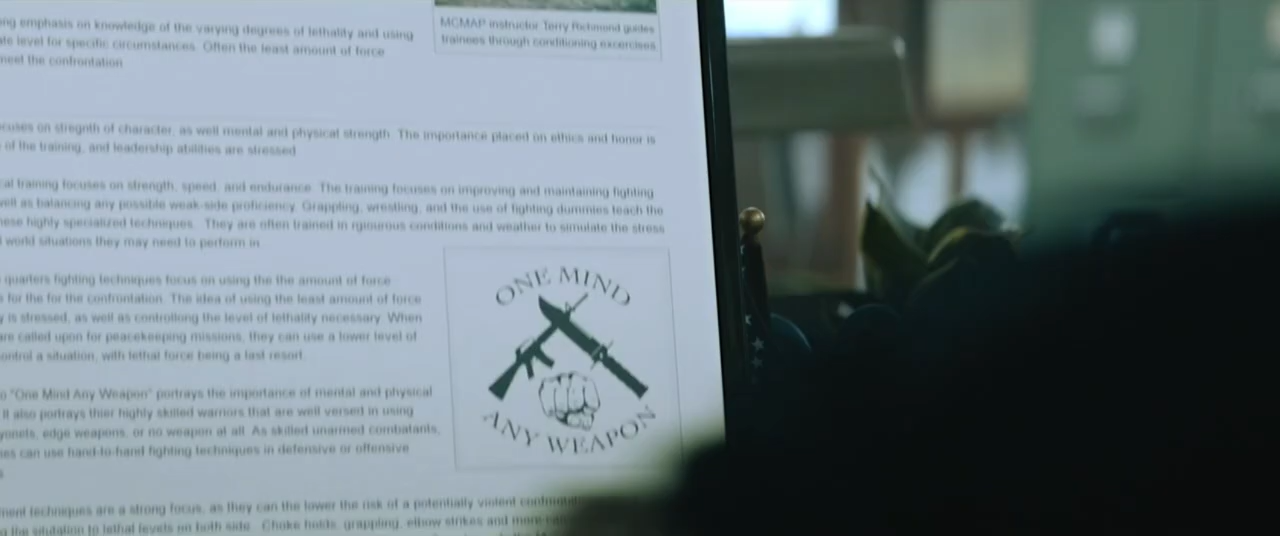 ng emphasis on knowledge of the varying degrees of lethality and using
ate level for specific circumstances. Often the least amount of force
meet the confrontation
MCMAP instructor Terry Richmond guides
trainees through conditioning excercises.
cuses on stregnth of character, as well mental and physical strength. The importance placed on ethics and honor is
of the training, and leadership abilities are stressed
cal training focuses on strength, speed, and endurance. The training focuses on improving and maintaining fighting
well as balancing any possible weak-side proficiency. Grappling, wrestling, and the use of fighting dummies teach the
hese highly specialized techniques. They are often trained in rgiourous conditions and weather to simulate the stress
l world situations they may need to perform in
quarters fighting techniques focus on using the the amount of force
for the for the confrontation. The idea of using the least amount of force
y is stressed, as well as controllong the level of lethality necessary. When
are called upon for peacekeeping missions, they can use a lower level of
ontrol a situation, with lethal force being a last resort.
ONE MIND
ANY WEAPON
o "One Mind Any Weapon" portrays the importance of mental and physical
It also portrays thier highly skilled warriors that are well versed in using
yonets, edge weapons, or no weapon at all. As skilled unarmed combatants,
nes can use hand-to-hand fighting techniques in defensive or offensive
ment techniques are a strong focus, as they can the lower the risk of a potentially violent
g the situtation to lethal levels on both side. Choke holds, grappling, elbow strikes and more